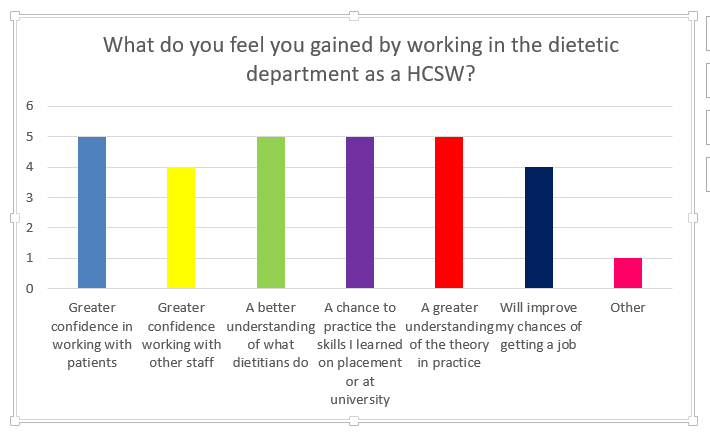 What do you feel you gained by working in the dietetic
department as a HCSW?
6
5
4
3
2
1
0
Greater
confidence in
working with
patients
Greater
confidence
working with
other staff
A better
understanding
of what
dietitians do
A chance to
practice the
skills I learned
on placement
or at
university
A greater
understanding
of the theory
in practice
Will improve
my chances of
getting a job
Other